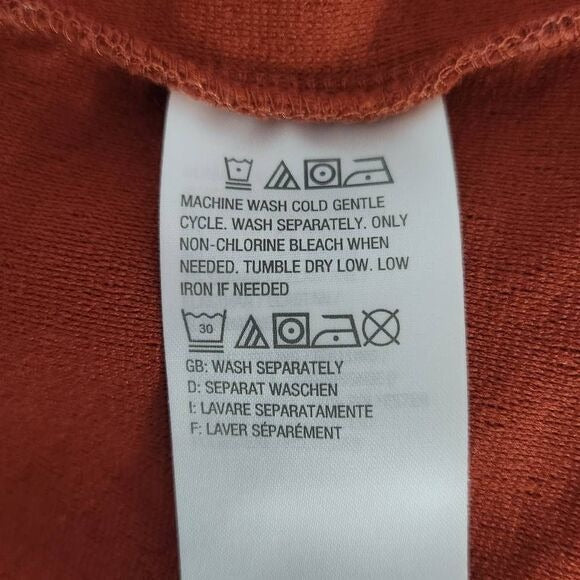 MACHINE WASH COLD GENTLE
CYCLE. WASH SEPARATELY. ONLY
NON-CHLORINE BLEACH WHEN
NEEDED. TUMBLE DRY LOW. LOW
IRON IF NEEDED
30
GB: WASH SEPARATELY
D: SEPARAT WASCHEN
I: LAVARE SEPARATAMENTE
F: LAVER SÉPARÉMENT